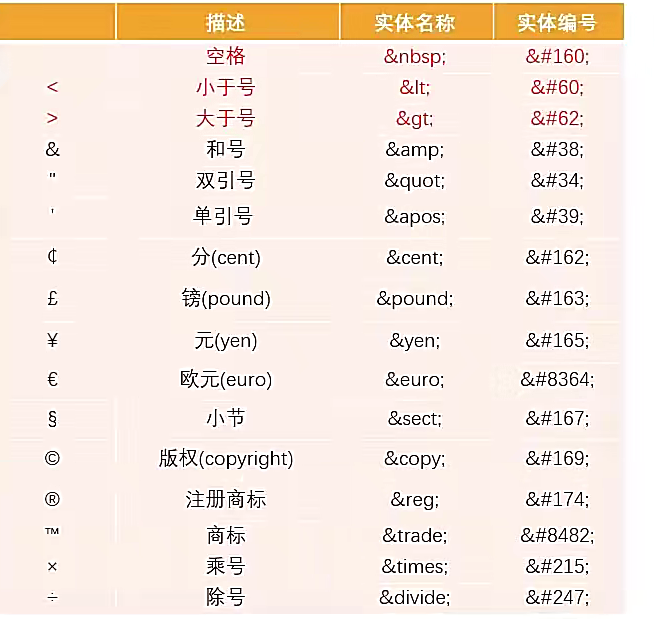 描述 实体名称 实体编号
空格 &nbsp; &#160;
< 小于号 &lt; &#60;
> 大于号 &gt; &#62;
& 和号 &amp; &#38;
" 双引号 &quot; &#34;
' 单引号 &apos; &#39;
¢ 分(cent) &cent; &#162;
£ 镑(pound) &pound; &#163;
¥ 元(yen) &yen; &#165;
€ 欧元(euro) &euro; &#8364;
§ 小节 &sect; &#167;
© 版权(copyright) &copy; &#169;
® 注册商标 &reg; &#174;
™ 商标 &trade; &#8482;
× 乘号 &times; &#215;
÷ 除号 &divide; &#247;